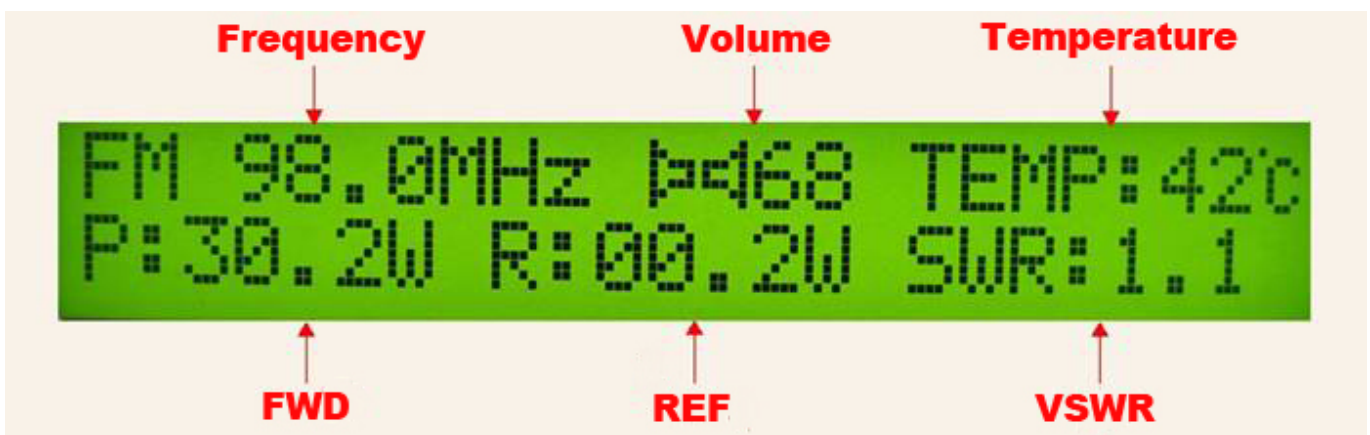 Frequency Volume Temperature
FM 98.0MHz 68 TEMP:42c
P:30.2W R:00.2W SWR:1.1
FWD REF VSWR